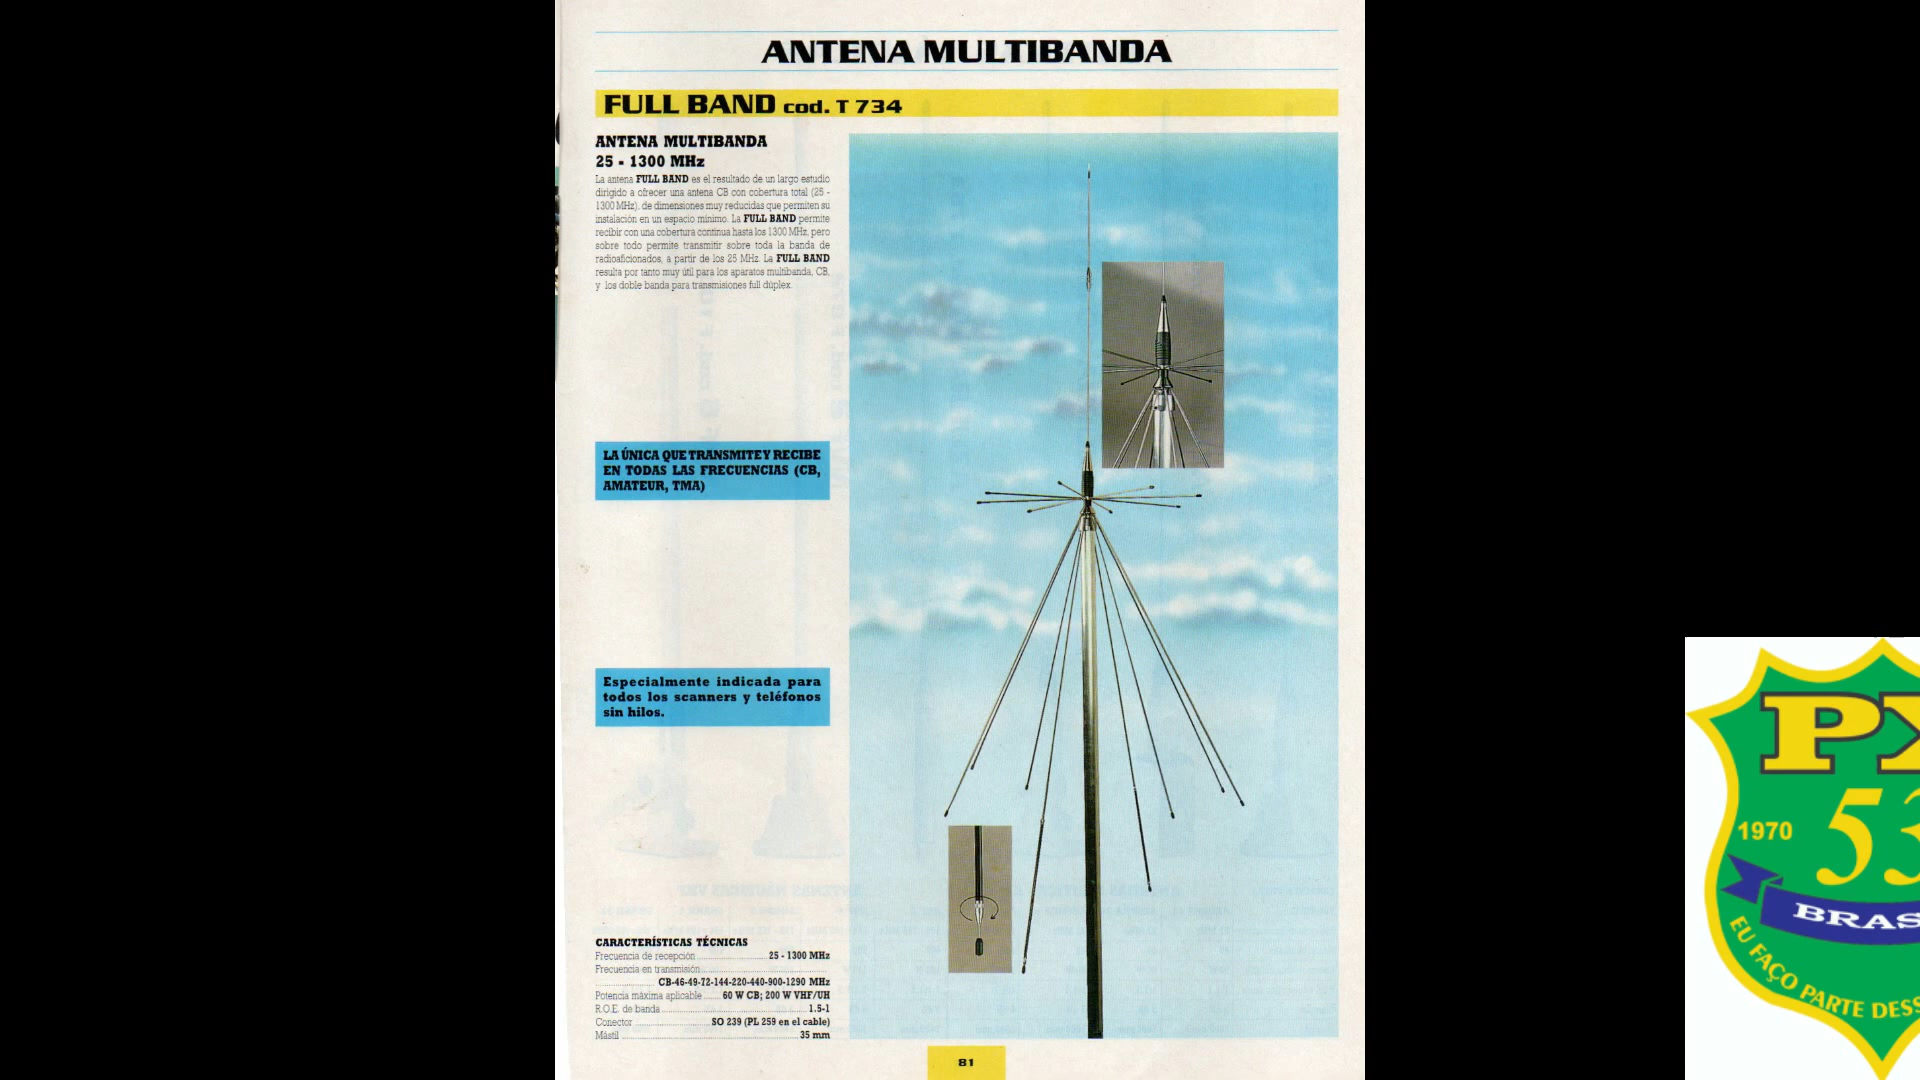 ANTENA MULTIBANDA
FULL BAND cod. T 734
ANTENA MULTIBANDA
25 - 1300 MHz
La antena FULL BAND es el resultado de un largo estudio
dirigido a ofrecer una antena CB con cobertura total (25 -
1300 MHz), de dimensiones muy reducidas que permiten su
instalación en un espacio mínimo. La FULL BAND permite
recibir con una cobertura continua hasta los 1300 MHz, pero
sobre todo permite transmitir sobre toda la banda de
radioaficionados, a partir de los 25 MHz. La FULL BAND
resulta por tanto muy útil para los aparatos multibanda, CB,
y los doble banda para transmisiones full dúplex.
LA ÚNICA QUE TRANSMITE Y RECIBE
EN TODAS LAS FRECUENCIAS (CB,
AMATEUR, TMA)
Especialmente indicada para
todos los scanners y teléfonos
sin hilos.
CARACTERÍSTICAS TÉCNICAS
Frecuencia de recepción 25 - 1300 MHz
Frecuencia en transmisión
CB-46-49-72-144-220-440-900-1290 MHz
Potencia máxima aplicable 60 W CB; 200 W VHF/UH
R.O.E. de banda 1.5-1
Conector SO 239 (PL 259 en el cable)
Mástil 35 mm
81
PX
53
1970
BRAS
EU FAÇO PARTE DESS